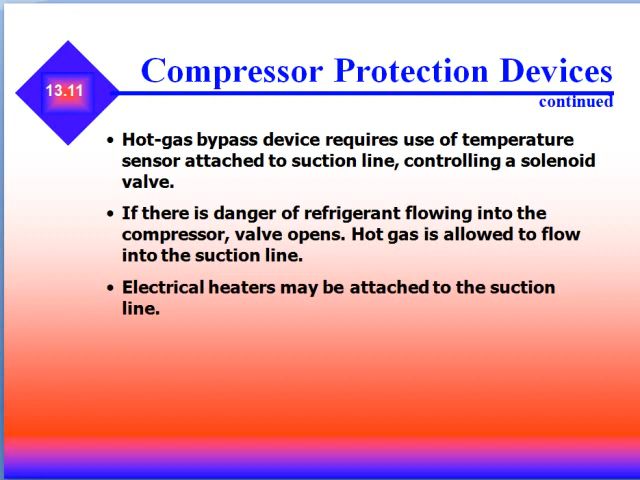 13.11
Compressor Protection Devices
continued
• Hot-gas bypass device requires use of temperature
sensor attached to suction line, controlling a solenoid
valve.
• If there is danger of refrigerant flowing into the
compressor, valve opens. Hot gas is allowed to flow
into the suction line.
• Electrical heaters may be attached to the suction
line.